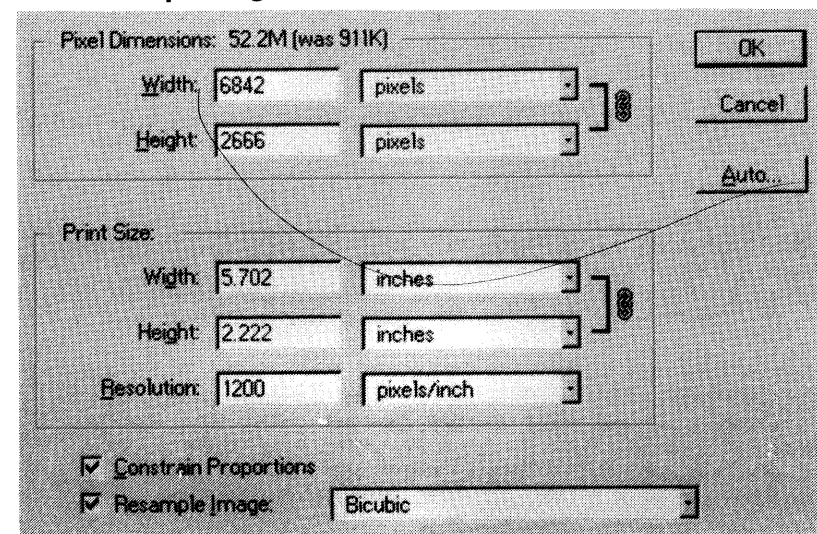 Pixel Dimensions: 52.2M (was 911K)
OK
Width: 6842 pixels
Cancel
Height: 2666 pixels
Auto...
Print Size:
Width: 5.702 inches
Height: 2.222 inches
Resolution: 1200 pixels/inch
Constrain Proportions
Resample Image: Bicubic